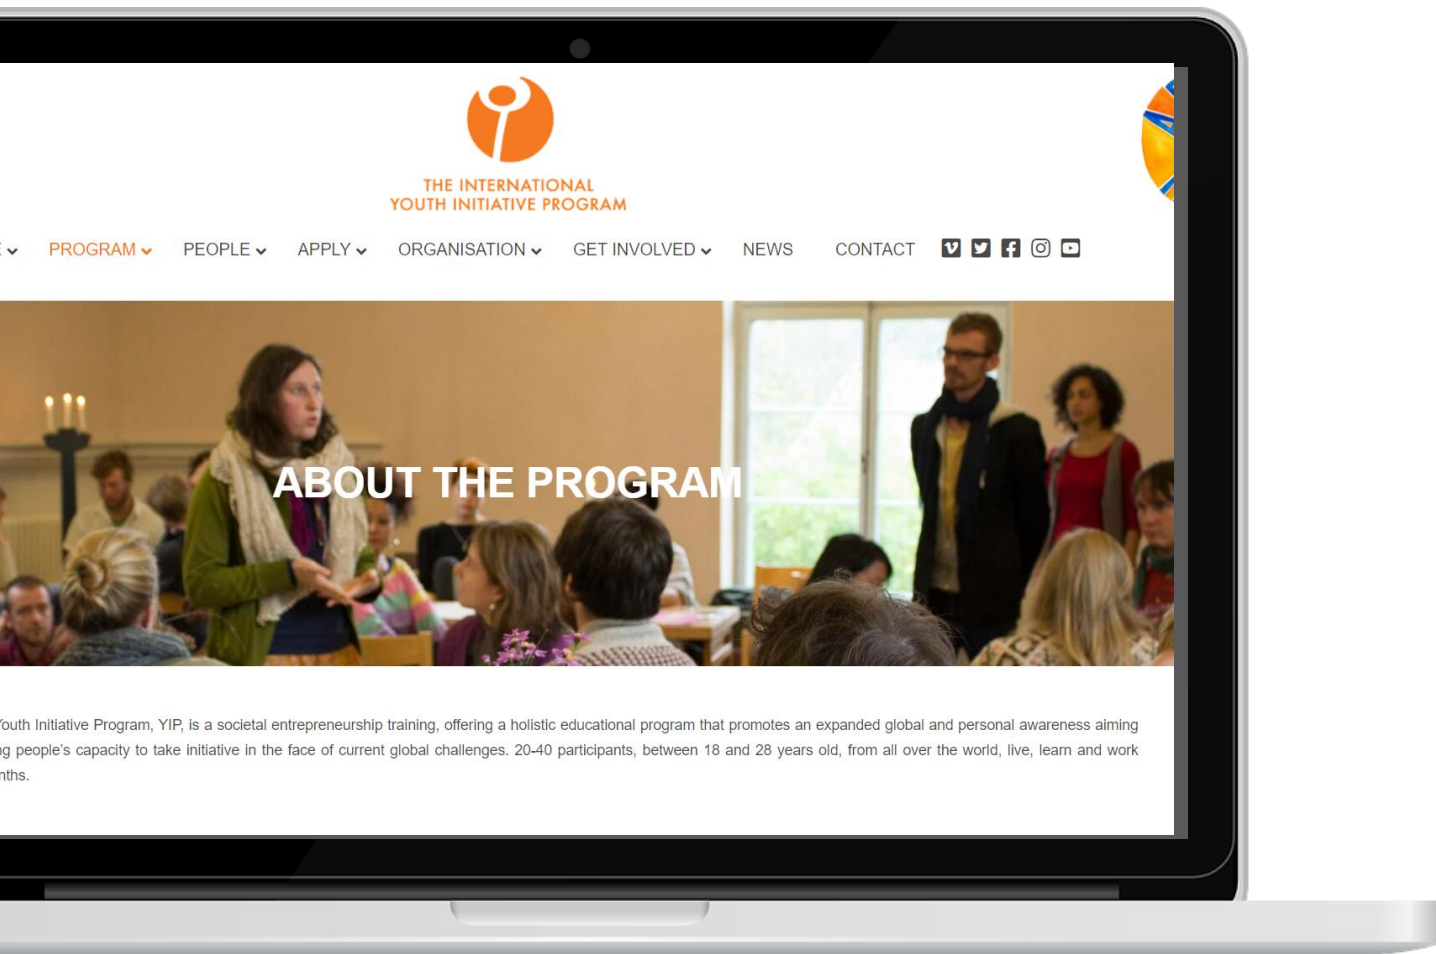 THE INTERNATIONAL
YOUTH INITIATIVE PROGRAM
PROGRAM PEOPLE APPLY ORGANISATION GET INVOLVED NEWS CONTACT
ABOUT THE PROGRAM
Youth Initiative Program, YIP, is a societal entrepreneurship training, offering a holistic educational program that promotes an expanded global and personal awareness aiming
ng people's capacity to take initiative in the face of current global challenges. 20-40 participants, between 18 and 28 years old, from all over the world, live, learn and work
nths.